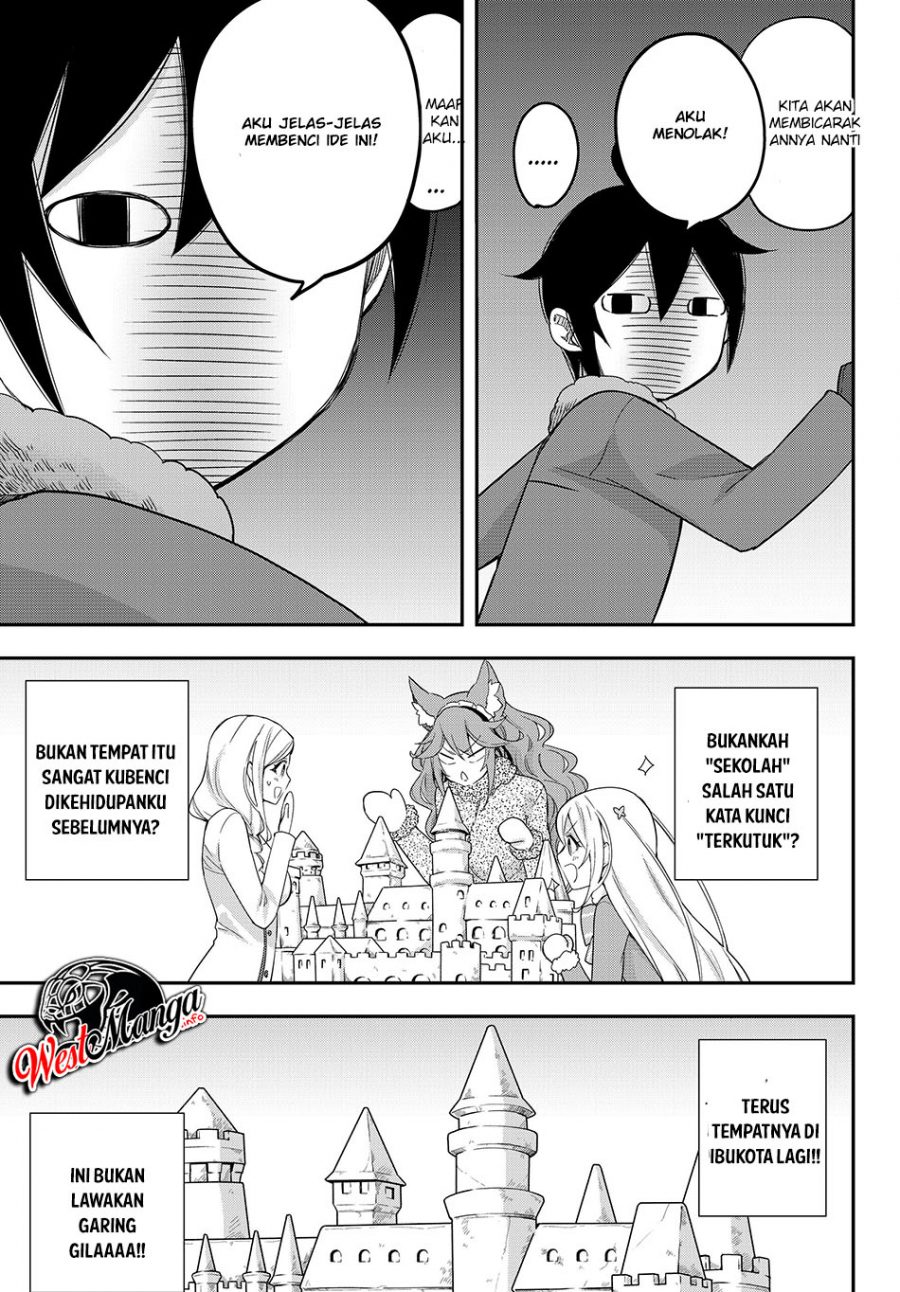 KITA AKAN
MEMBICARAK
ANNYA NANTI
AKU
MENOLAK!
.....
MAAF
KAN
AKU...
...
AKU JELAS-JELAS
MEMBENCI IDE INI!
BUKANKAH
"SEKOLAH"
SALAH SATU
KATA KUNCI
"TERKUTUK"?
BUKAN TEMPAT ITU
SANGAT KUBENCI
DIKEHIDUPANKU
SEBELUMNYA?
WestManga
.info
TERUS
TEMPATNYA DI
IBUKOTA LAGI!!
INI BUKAN
LAWAKAN
GARING
GILAAAA!!